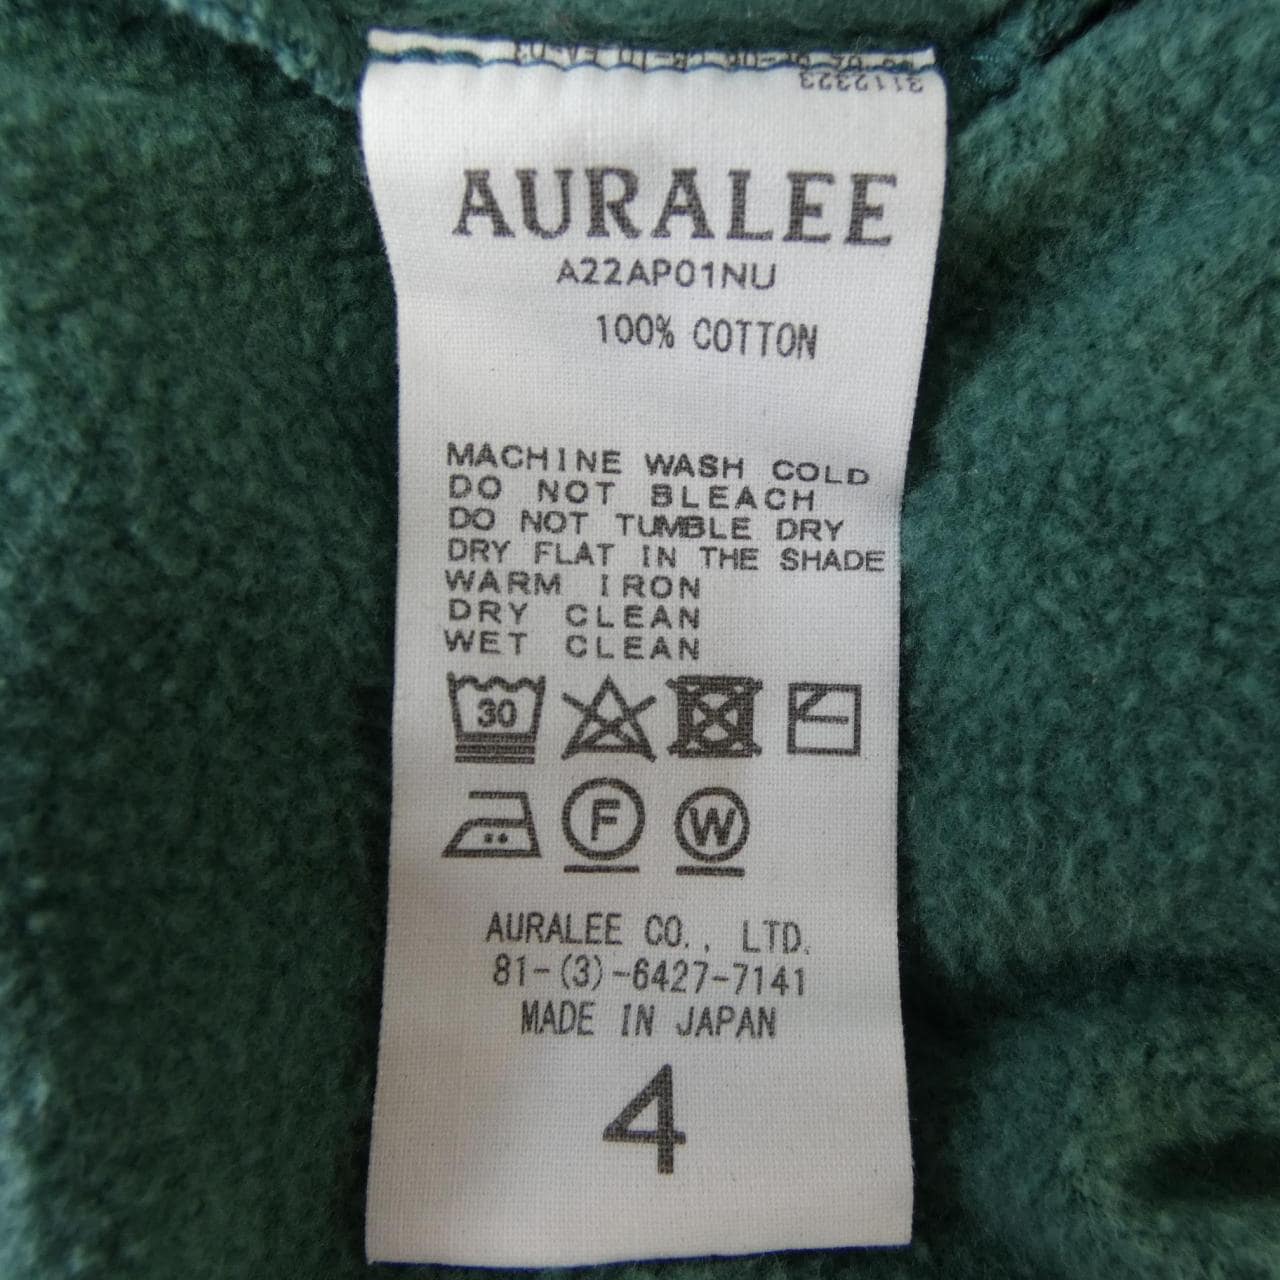 3112323
AURALEE
A22AP01NU
100% COTTON
MACHINE WASH COLD
DO NOT BLEACH
DO NOT TUMBLE DRY
DRY FLAT IN THE SHADE
WARM IRON
DRY CLEAN
WET CLEAN
30
F
W
AURALEE CO., LTD.
81-(3)-6427-7141
MADE IN JAPAN
4